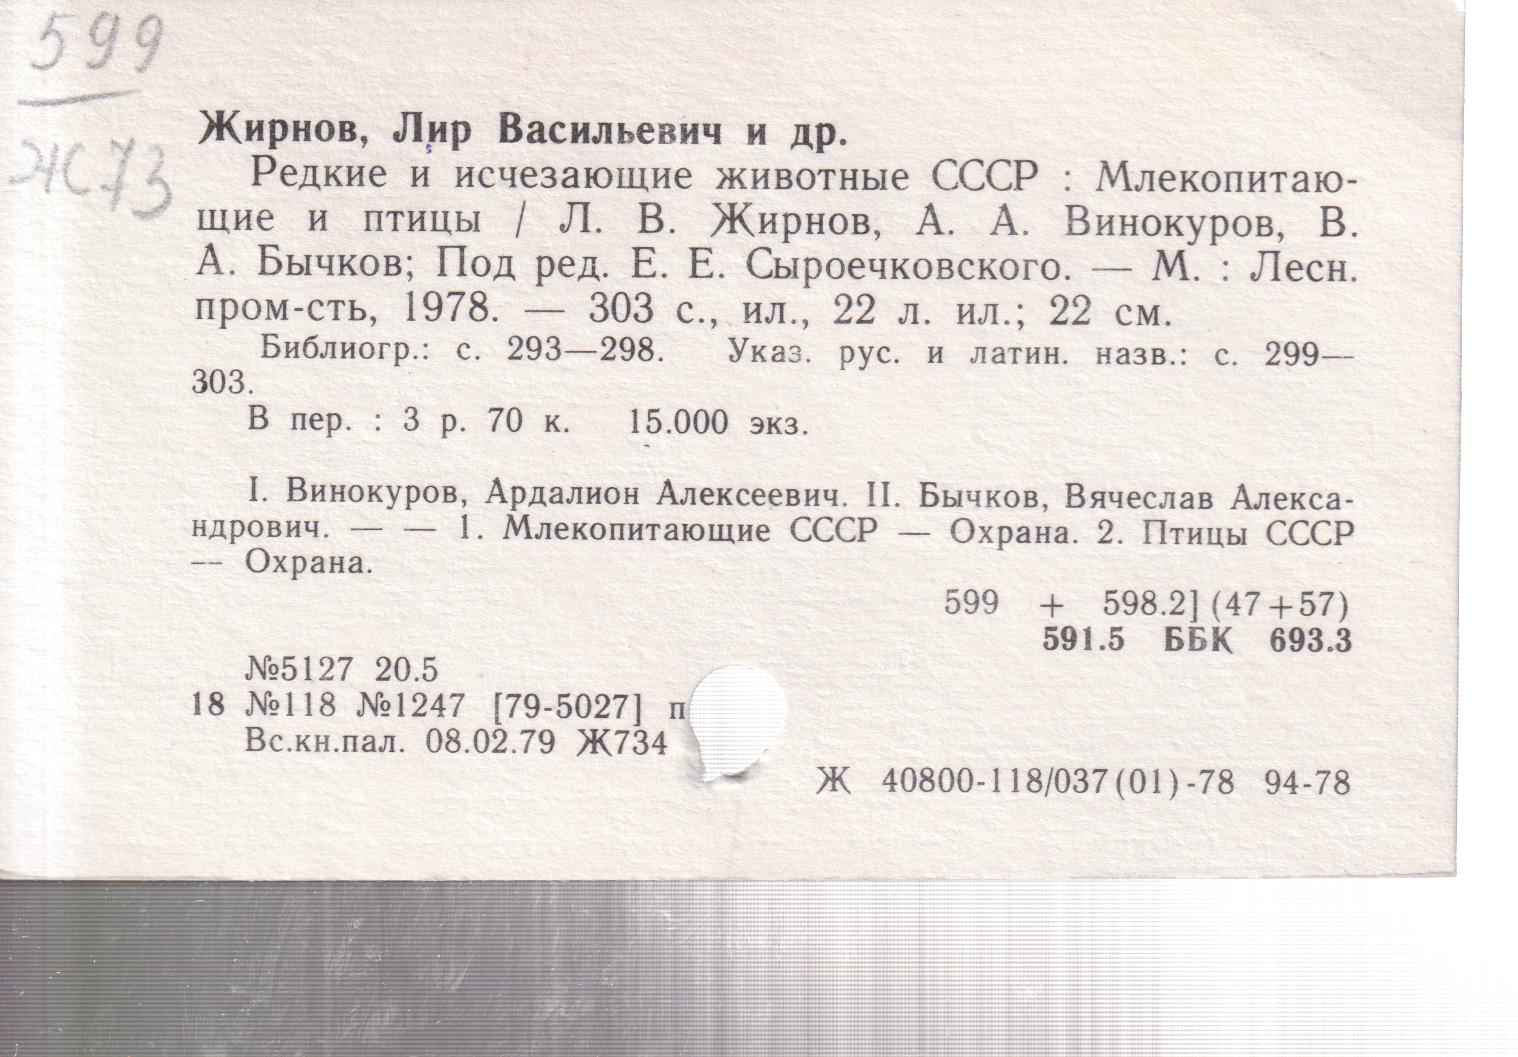 599
Ж73
Жирнов, Лир Васильевич и др.
Редкие и исчезающие животные СССР : Млекопитаю-
щие и птицы / Л. В. Жирнов, А. А. Винокуров, В.
А. Бычков; Под ред. Е. Е. Сыроечковского. — М. : Лесн.
пром-сть, 1978. — 303 с., ил., 22 л. ил.; 22 см.
Библиогр.: с. 293—298. Указ. рус. и латин. назв.: с. 299—
303.
В пер. : 3 р. 70 к. 15.000 экз.
I. Винокуров, Ардалион Алексеевич. II. Бычков, Вячеслав Алекса-
ндрович. — — 1. Млекопитающие СССР — Охрана. 2. Птицы СССР
— Охрана.
599 + 598.2] (47+57)
591.5 ББК 693.3
№5127 20.5
18 №118 №1247 [79-5027] п
Вс.кн.пал. 08.02.79 Ж734
Ж 40800-118/037(01)-78 94-78